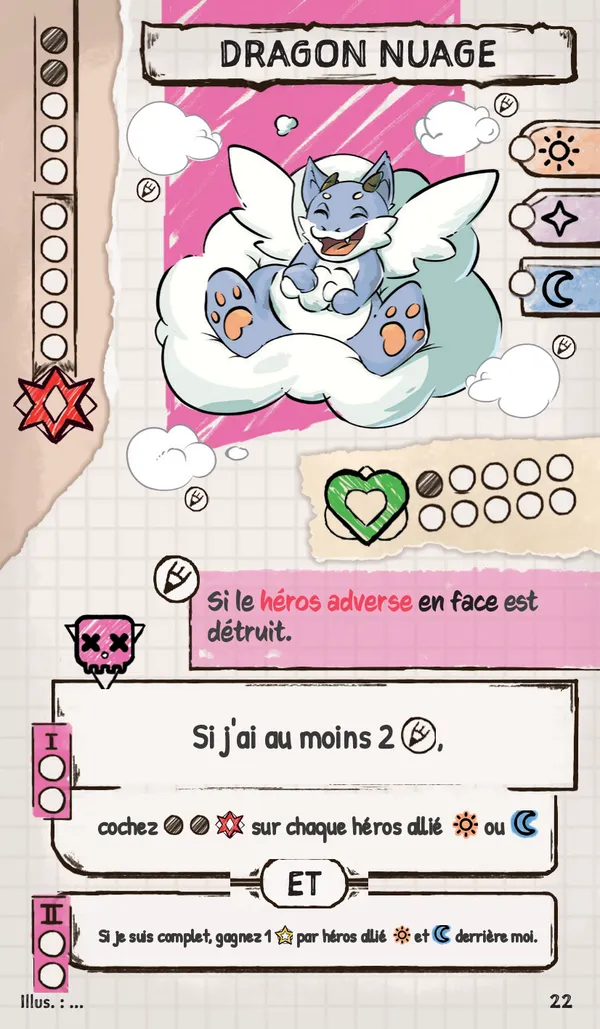 DRAGON NUAGE
Si le héros adverse en face est
détruit.
I
Si j'ai au moins 2 ,
cochez sur chaque héros allié ou
ET
II
Si je suis complet, gagnez 1 par héros allié et derrière moi.
Illus. : ...
22